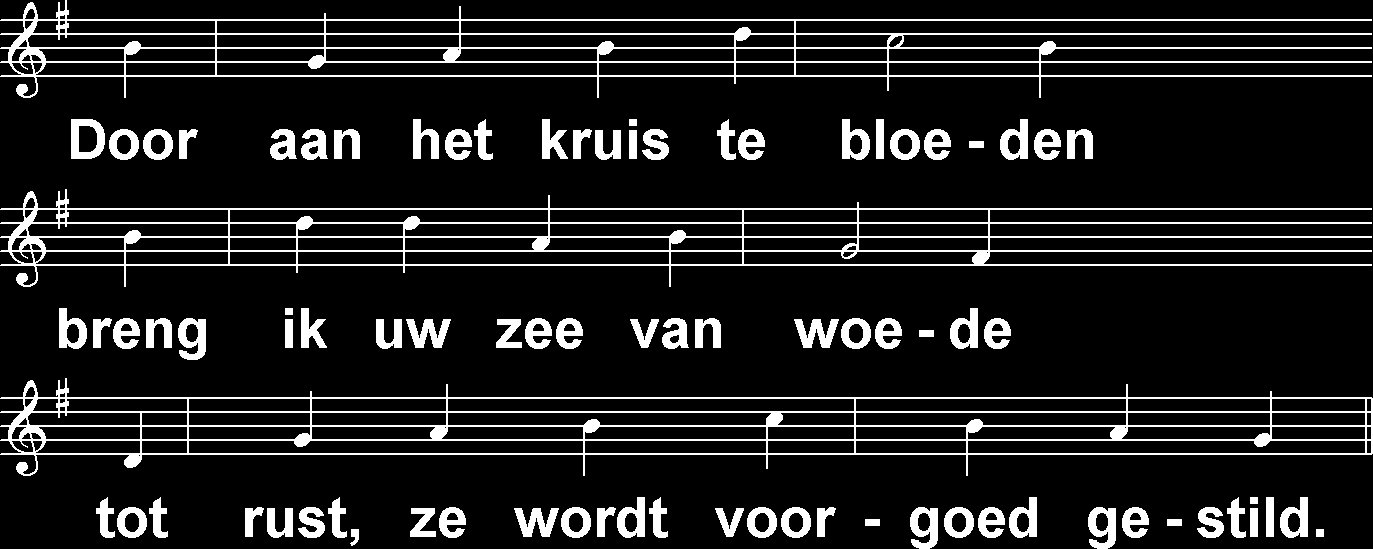 Door aan het kruis te bloe - den
breng ik uw zee van woe - de
tot rust, ze wordt voor - goed ge - stild.